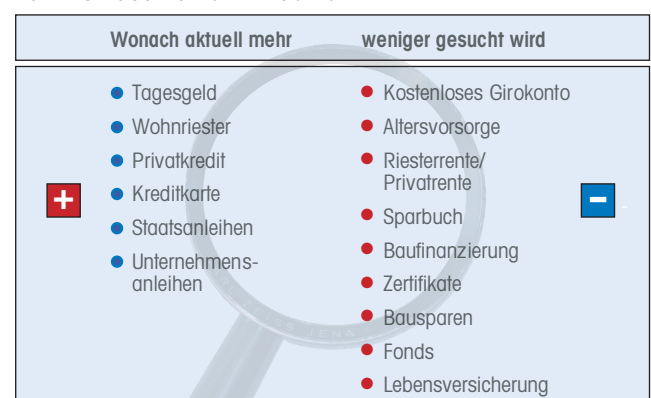 Wonach aktuell mehr
weniger gesucht wird
Tagesgeld
Wohnriester
Privatkredit
Kreditkarte
Staatsanleihen
Unternehmens-
anleihen
+
Kostenloses Girokonto
Altersvorsorge
Riesterrente/
Privatrente
Sparbuch
Baufinanzierung
Zertifikate
Bausparen
Fonds
Lebensversicherung
–
JENA